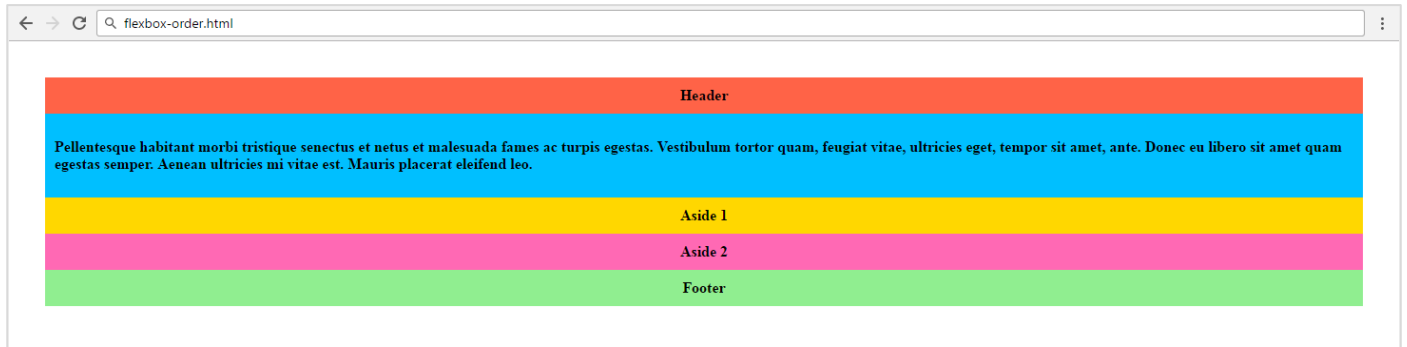 flexbox-order.html
Header
Pellentesque habitant morbi tristique senectus et netus et malesuada fames ac turpis egestas. Vestibulum tortor quam, feugiat vitae, ultricies eget, tempor sit amet, ante. Donec eu libero sit amet quam
egestas semper. Aenean ultricies mi vitae est. Mauris placerat eleifend leo.
Aside 1
Aside 2
Footer